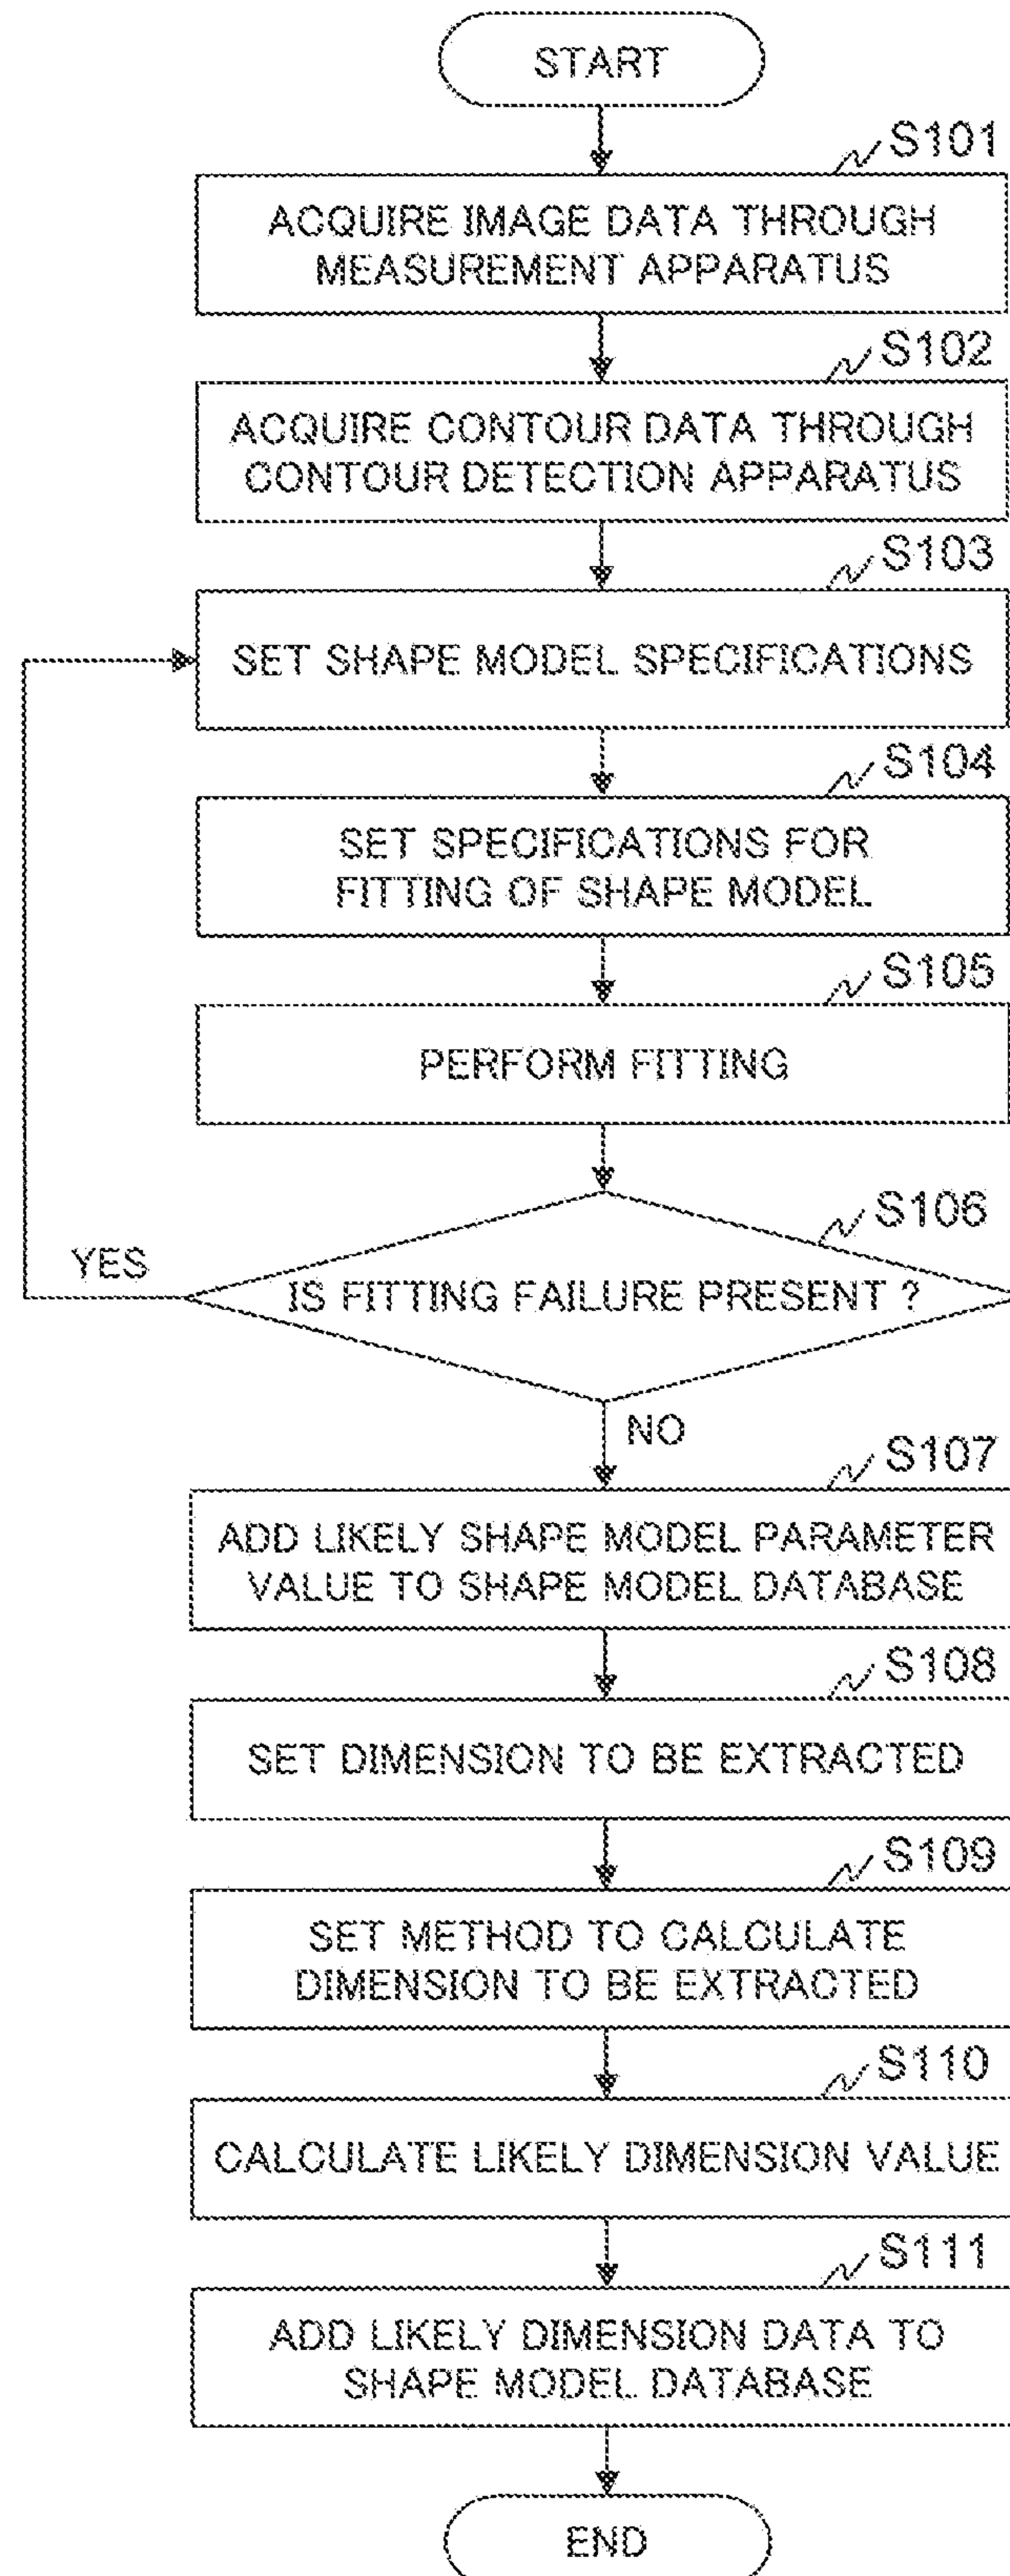 START
S101
ACQUIRE IMAGE DATA THROUGH
MEASUREMENT APPARATUS
S102
ACQUIRE CONTOUR DATA THROUGH
CONTOUR DETECTION APPARATUS
S103
SET SHAPE MODEL SPECIFICATIONS
S104
SET SPECIFICATIONS FOR
FITTING OF SHAPE MODEL
S105
PERFORM FITTING
S106
YES
IS FITTING FAILURE PRESENT ?
NO
S107
ADD LIKELY SHAPE MODEL PARAMETER
VALUE TO SHAPE MODEL DATABASE
S108
SET DIMENSION TO BE EXTRACTED
S109
SET METHOD TO CALCULATE
DIMENSION TO BE EXTRACTED
S110
CALCULATE LIKELY DIMENSION VALUE
S111
ADD LIKELY DIMENSION DATA TO
SHAPE MODEL DATABASE
END